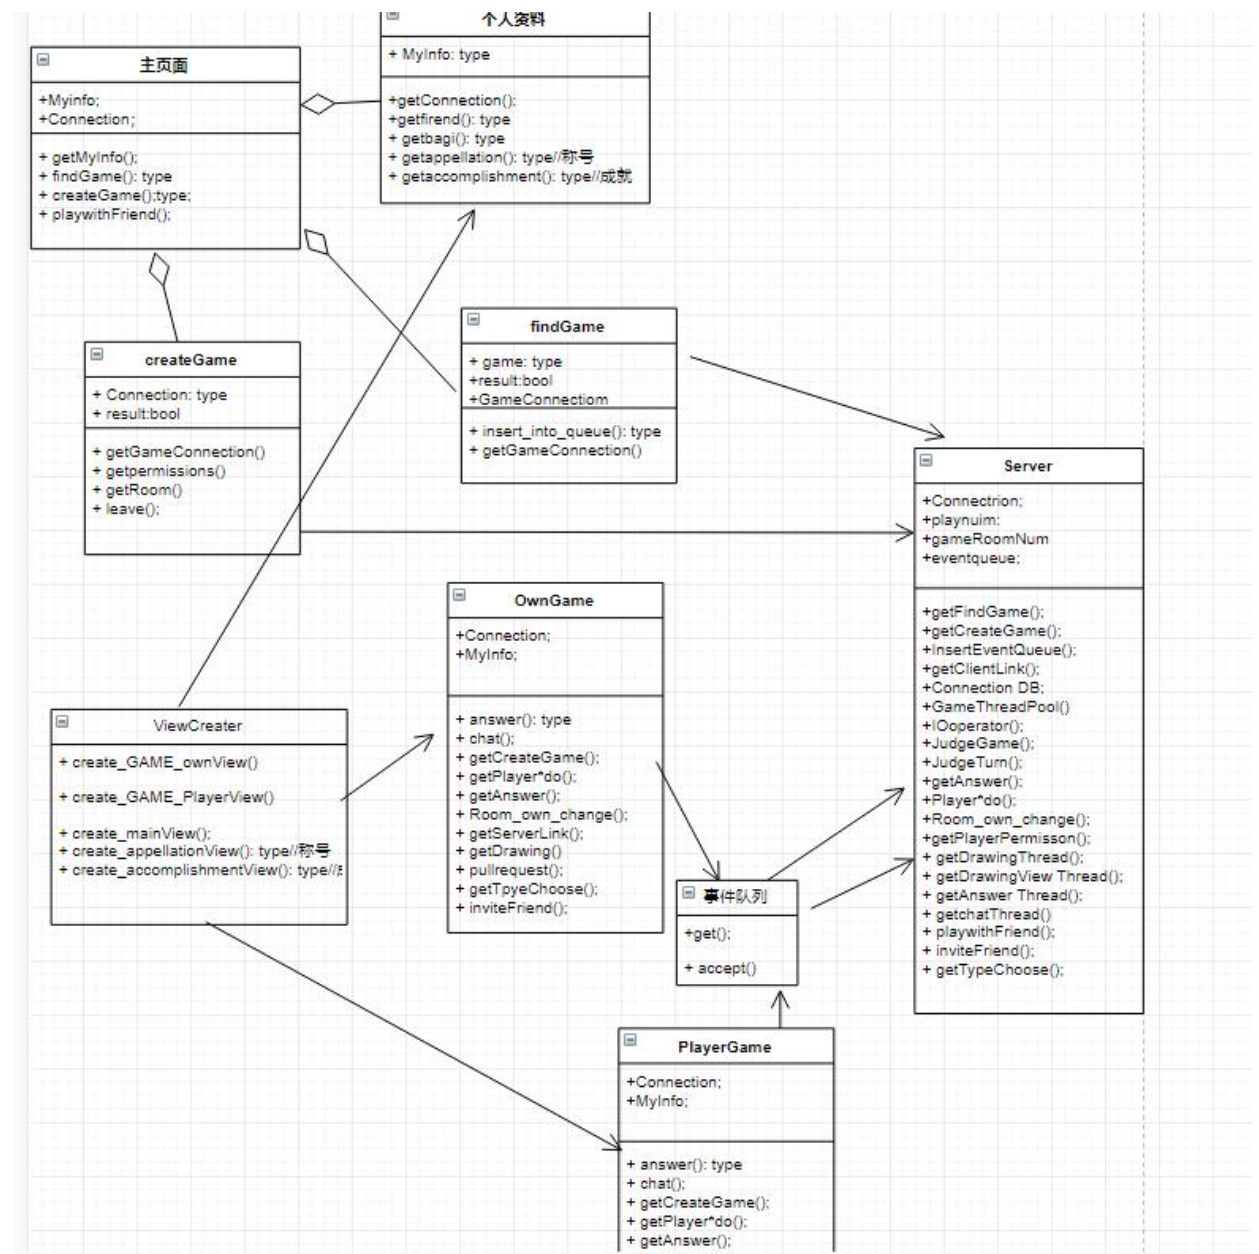 个人资料
+ MyInfo: type
+getConnection();
+getfirend(): type
+ getbagi(): type
+ getappellation(): type//称号
+ getaccomplishment(): type//成就
主页面
+Myinfo;
+Connection;
+ getMyInfo();
+ findGame(): type
+ createGame();type;
+ playwithFriend();
findGame
+ game: type
+result:bool
+GameConnectiom
+ insert_into_queue(): type
+ getGameConnection()
createGame
+ Connection: type
+ result:bool
+ getGameConnection()
+ getpermissions()
+ getRoom()
+ leave();
Server
+Connectrion;
+playnuim:
+gameRoomNum
+eventqueue;
+getFindGame();
+getCreateGame();
+InsertEventQueue();
+getClientLink();
+Connection DB;
+GameThreadPool()
+IOoperator();
+JudgeGame();
+JudgeTurn();
+getAnswer();
+Player*do();
+Room_own_change();
+getPlayerPermisson();
+ getDrawingThread();
+ getDrawingView Thread();
+ getAnswer Thread();
+ getchatThread()
+ playwithFriend();
+ inviteFriend();
+ getTypeChoose();
OwnGame
+Connection;
+MyInfo;
+ answer(): type
+ chat();
+ getCreateGame();
+ getPlayer*do();
+ getAnswer();
+ Room_own_change();
+ getServerLink();
+ getDrawing()
+ pullrequest();
+ getTpyeChoose();
+ inviteFriend();
ViewCreater
+ create_GAME_ownView()
+ create_GAME_PlayerView()
+ create_mainView();
+ create_appellationView(): type//称号
+ create_accomplishmentView(): type//
事件队列
+get();
+ accept()
PlayerGame
+Connection;
+MyInfo;
+ answer(): type
+ chat();
+ getCreateGame();
+ getPlayer*do();
+ getAnswer();